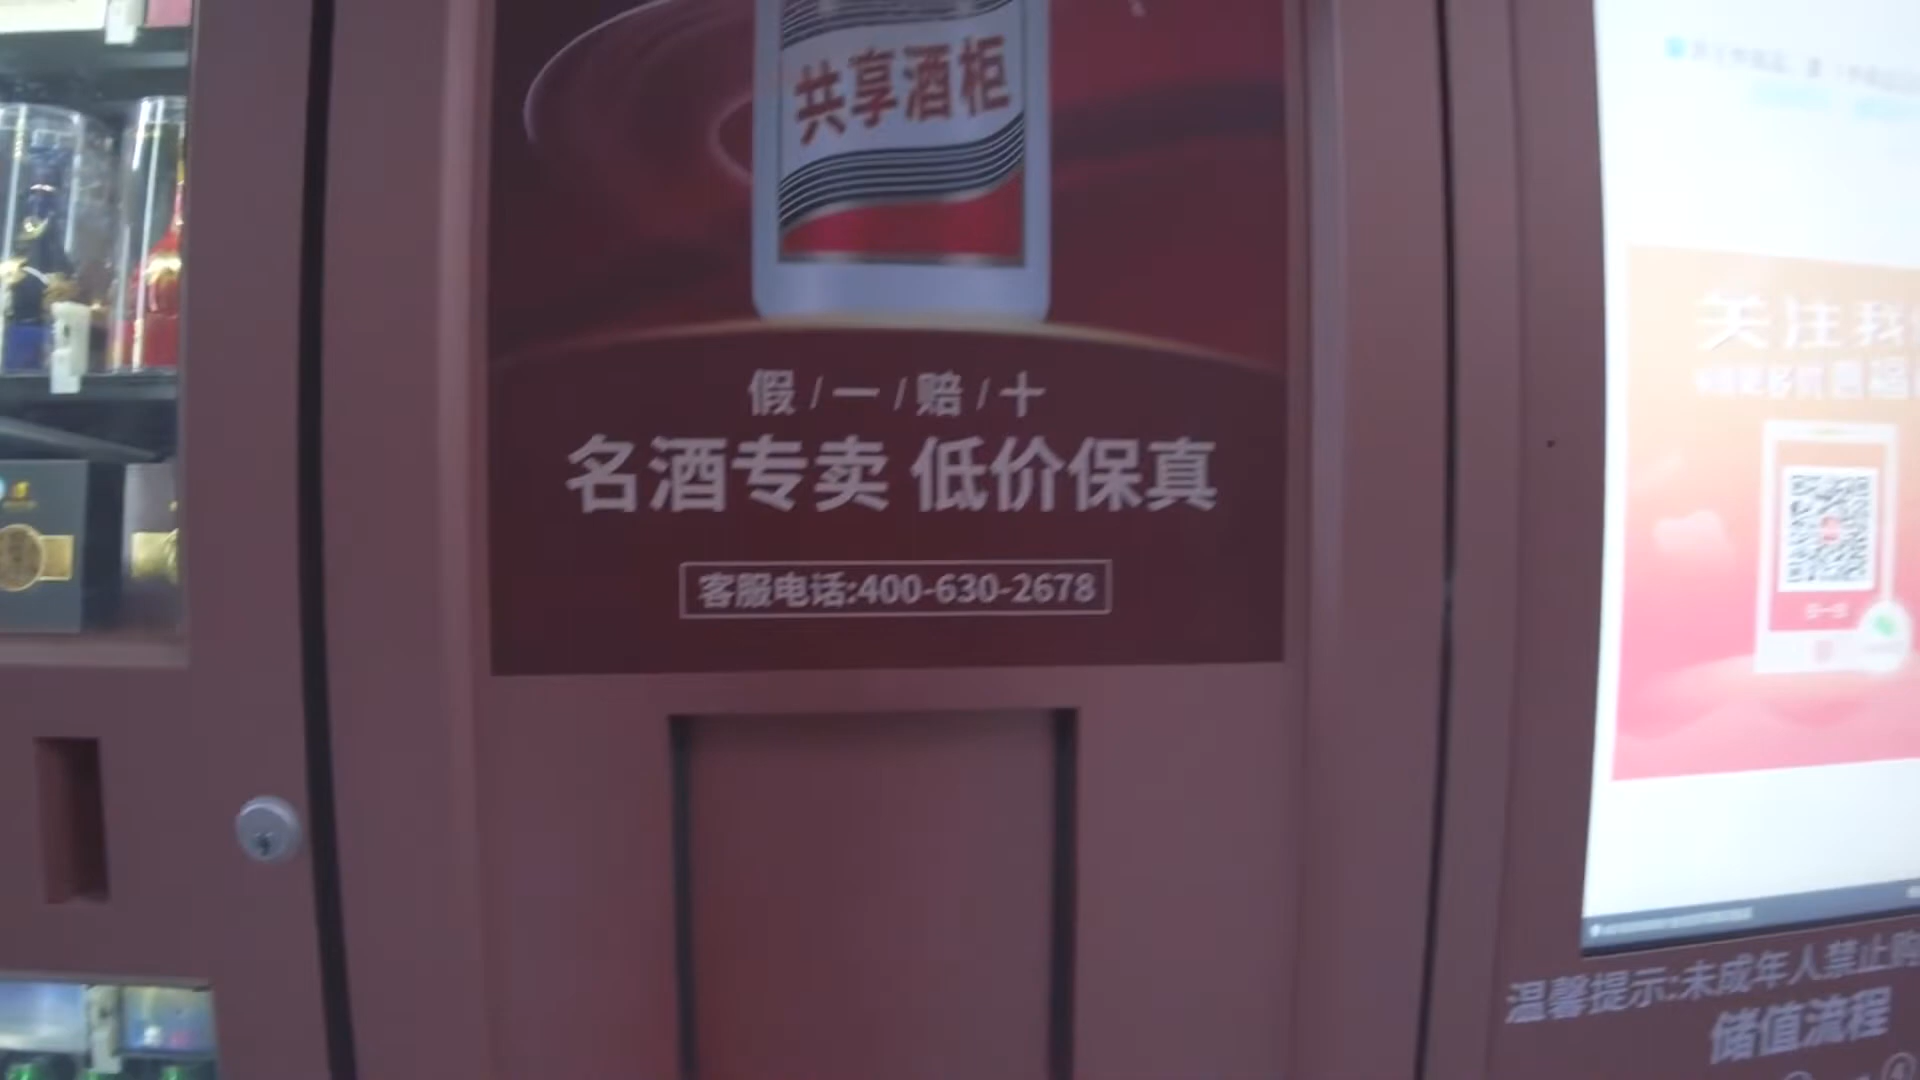 共享酒柜
假/一/赔/十
名酒专卖 低价保真
客服电话:400-630-2678
关注我
温馨提示:未成年人禁止购
储值流程
④